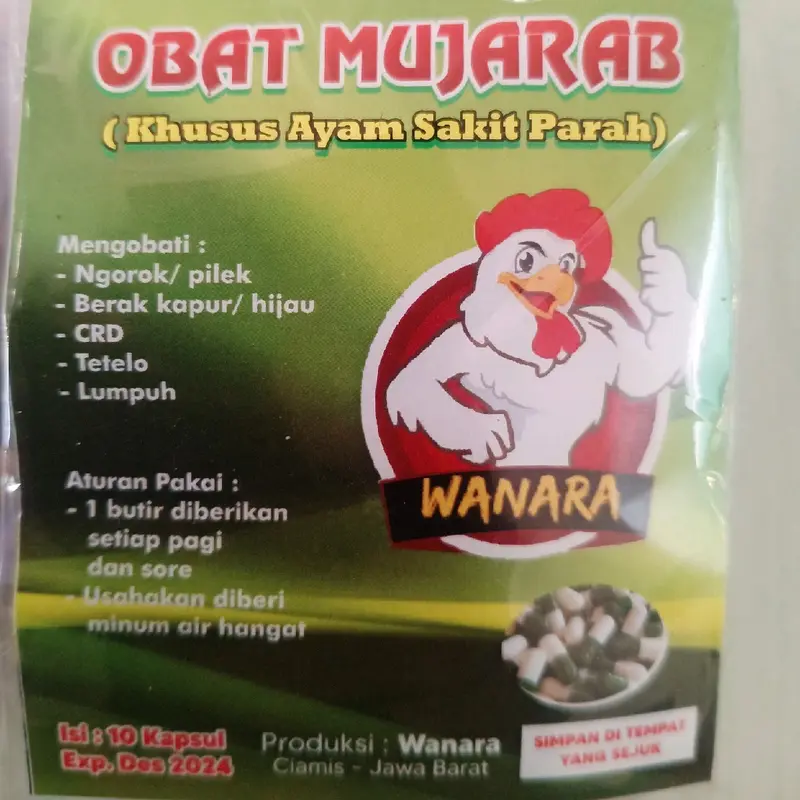 OBAT MUJARAB
( Khusus Ayam Sakit Parah)
Mengobati :
- Ngorok/ pilek
- Berak kapur/ hijau
- CRD
- Tetelo
- Lumpuh
WANARA
Aturan Pakai :
- 1 butir diberikan
setiap pagi
dan sore
- Usahakan diberi
minum air hangat
Isi : 10 Kapsul
Exp. Des 2024
Produksi : Wanara
Ciamis - Jawa Barat
SIMPAN DI TEMPAT
YANG SEJUK